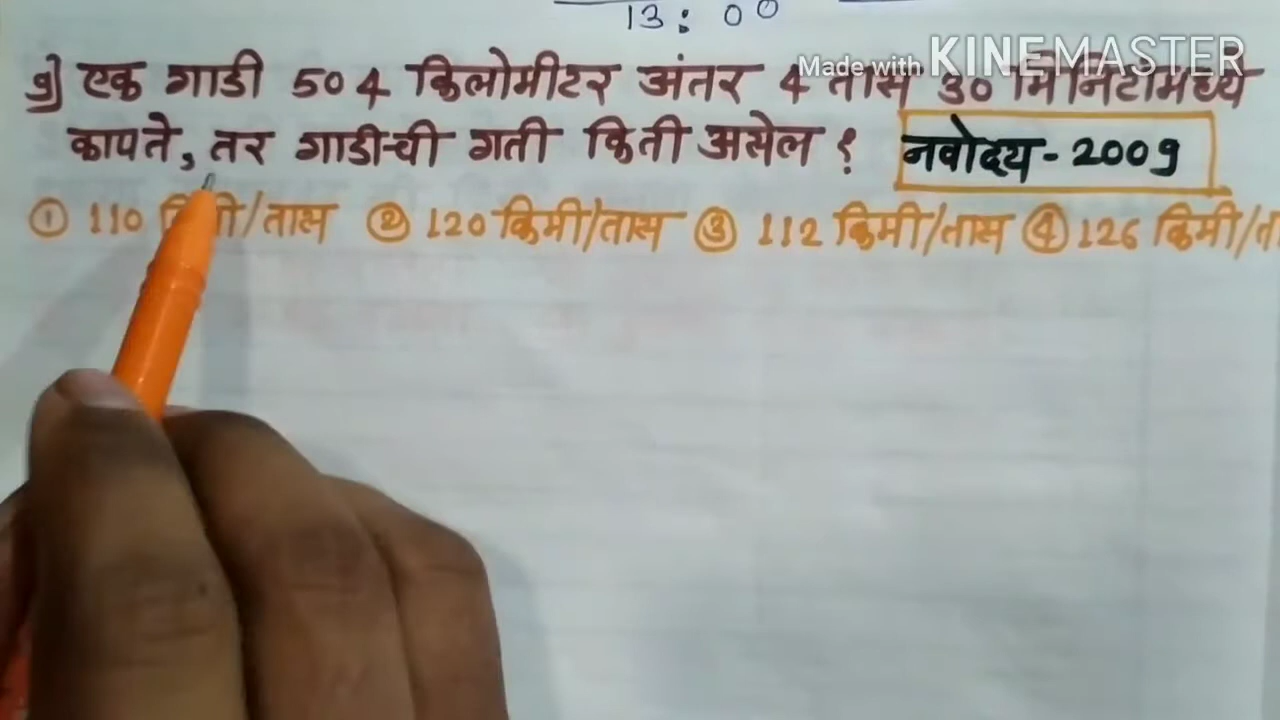 13 : 00
Made with KINEMASTER
9) एक गाडी 504 किलोमीटर अंतर 4 तास 30 मिनिटांमध्ये
कापते, तर गाडीची गती किती असेल ? नवोदय - 2009
① 110 किमी/तास ② 120 किमी/तास ③ 112 किमी/तास ④ 126 किमी/ता